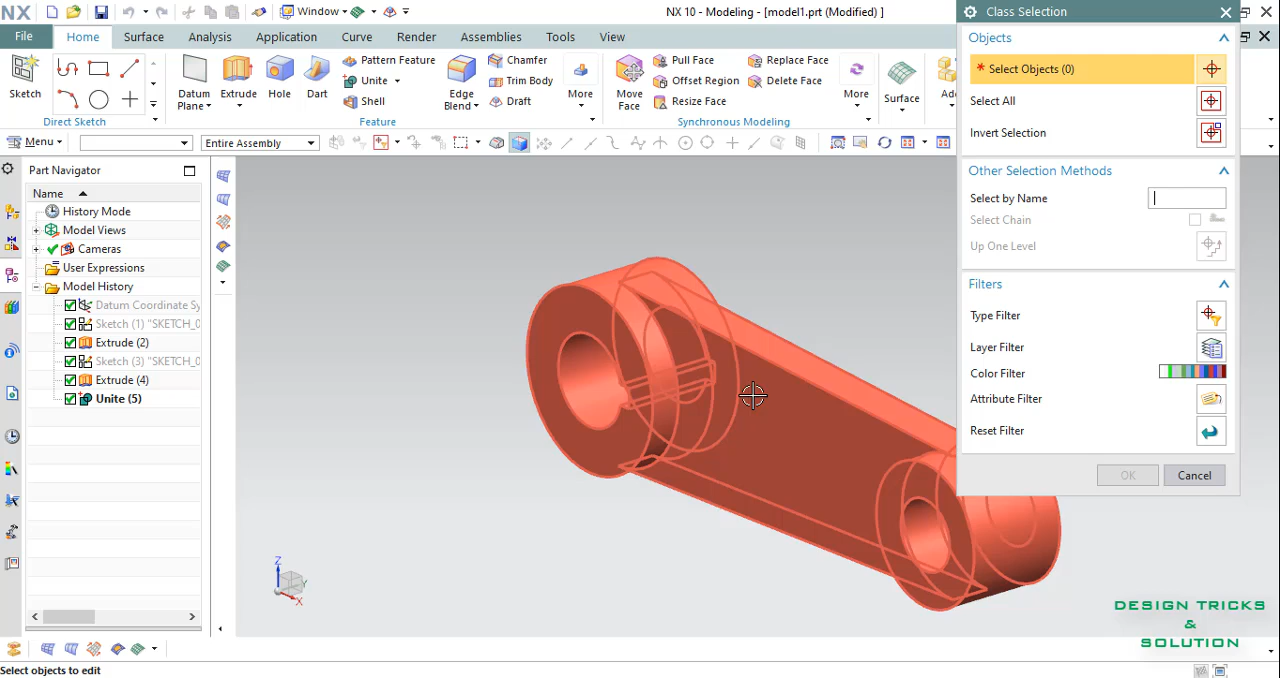 NX
Window
NX 10 - Modeling - [model1.prt (Modified) ]
File
Home
Surface
Analysis
Application
Curve
Render
Assemblies
Tools
View
Sketch
Direct Sketch
Datum Plane
Extrude
Hole
Dart
Pattern Feature
Unite
Shell
Edge Blend
Chamfer
Trim Body
Draft
More
Feature
Move Face
Pull Face
Offset Region
Resize Face
Replace Face
Delete Face
More
Synchronous Modeling
Surface
Menu
Entire Assembly
Part Navigator
Name
History Mode
Model Views
Cameras
User Expressions
Model History
Datum Coordinate Sy
Sketch (1) "SKETCH_0
Extrude (2)
Sketch (3) "SKETCH_0
Extrude (4)
Unite (5)
Z
Y
X
Class Selection
Objects
* Select Objects (0)
Select All
Invert Selection
Other Selection Methods
Select by Name
Select Chain
Up One Level
Filters
Type Filter
Layer Filter
Color Filter
Attribute Filter
Reset Filter
OK
Cancel
DESIGN TRICKS
&
SOLUTION
Select objects to edit